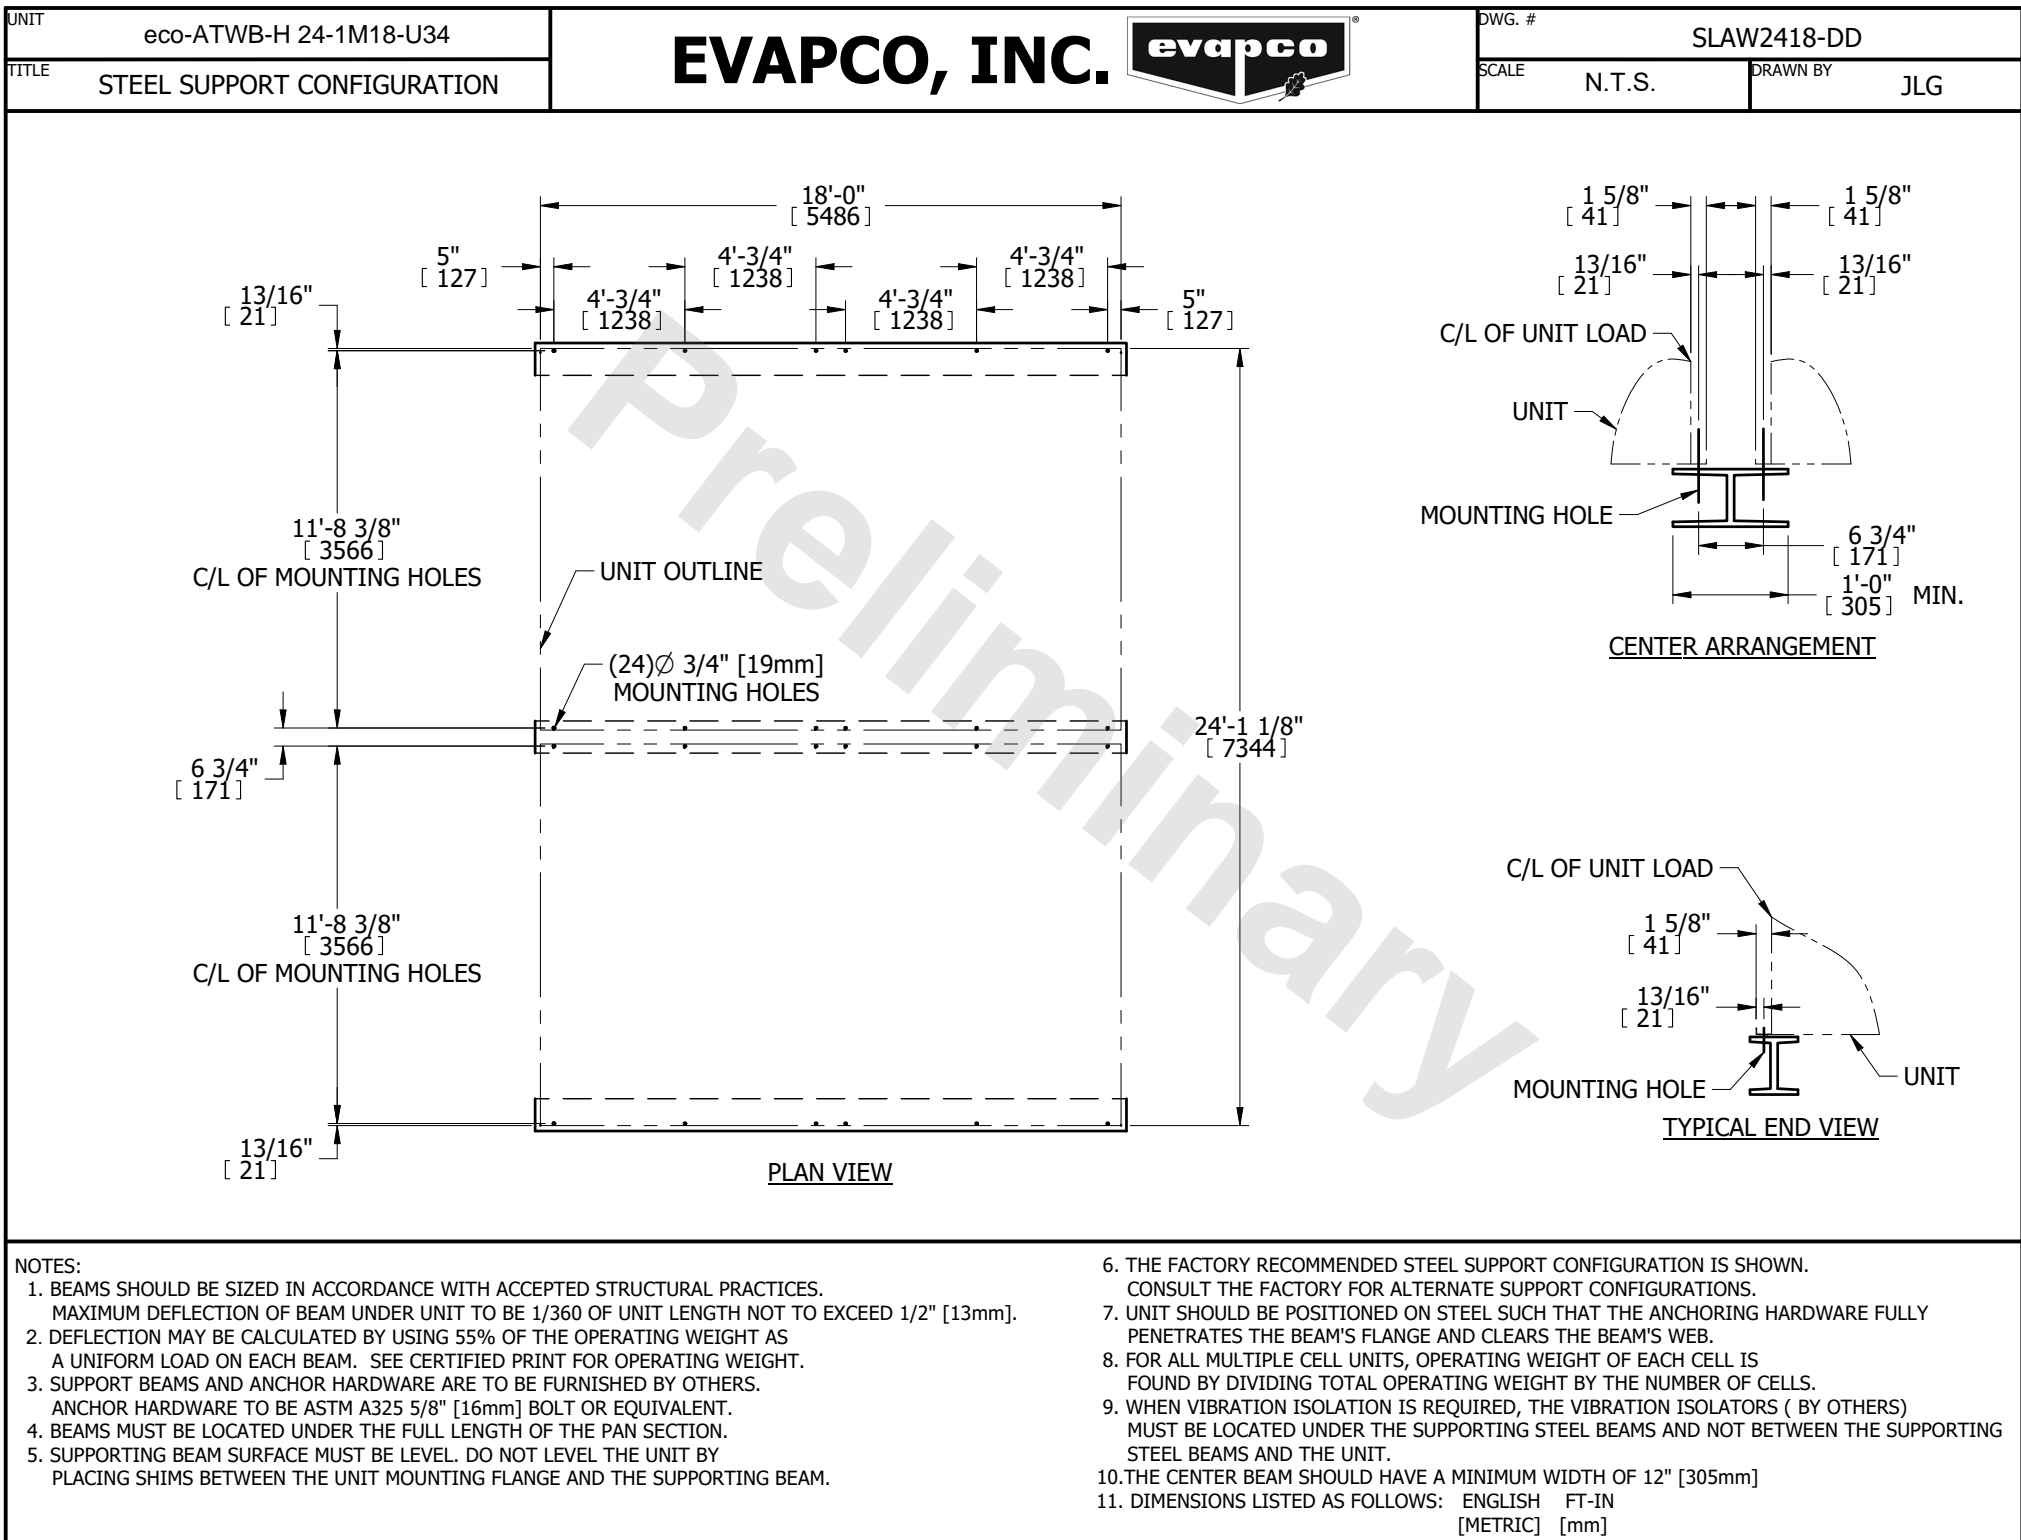 UNIT
eco-ATWB-H 24-1M18-U34
TITLE
STEEL SUPPORT CONFIGURATION
EVAPCO, INC.
evapco
®
DWG. #
SLAW2418-DD
SCALE
N.T.S.
DRAWN BY
JLG
18'-0"
[ 5486 ]
5"
[ 127 ]
4'-3/4"
[ 1238 ]
4'-3/4"
[ 1238 ]
13/16"
[ 21 ]
4'-3/4"
[ 1238 ]
4'-3/4"
[ 1238 ]
5"
[ 127 ]
11'-8 3/8"
[ 3566 ]
C/L OF MOUNTING HOLES
UNIT OUTLINE
(24)Ø 3/4" [19mm]
MOUNTING HOLES
24'-1 1/8"
[ 7344 ]
6 3/4"
[ 171 ]
11'-8 3/8"
[ 3566 ]
C/L OF MOUNTING HOLES
13/16"
[ 21 ]
PLAN VIEW
Preliminary
1 5/8"
[ 41 ]
1 5/8"
[ 41 ]
13/16"
[ 21 ]
13/16"
[ 21 ]
C/L OF UNIT LOAD
UNIT
MOUNTING HOLE
6 3/4"
[ 171 ]
1'-0"
[ 305 ]
MIN.
CENTER ARRANGEMENT
C/L OF UNIT LOAD
1 5/8"
[ 41 ]
13/16"
[ 21 ]
MOUNTING HOLE
UNIT
TYPICAL END VIEW
NOTES:
1. BEAMS SHOULD BE SIZED IN ACCORDANCE WITH ACCEPTED STRUCTURAL PRACTICES.
MAXIMUM DEFLECTION OF BEAM UNDER UNIT TO BE 1/360 OF UNIT LENGTH NOT TO EXCEED 1/2" [13mm].
2. DEFLECTION MAY BE CALCULATED BY USING 55% OF THE OPERATING WEIGHT AS
A UNIFORM LOAD ON EACH BEAM. SEE CERTIFIED PRINT FOR OPERATING WEIGHT.
3. SUPPORT BEAMS AND ANCHOR HARDWARE ARE TO BE FURNISHED BY OTHERS.
ANCHOR HARDWARE TO BE ASTM A325 5/8" [16mm] BOLT OR EQUIVALENT.
4. BEAMS MUST BE LOCATED UNDER THE FULL LENGTH OF THE PAN SECTION.
5. SUPPORTING BEAM SURFACE MUST BE LEVEL. DO NOT LEVEL THE UNIT BY
PLACING SHIMS BETWEEN THE UNIT MOUNTING FLANGE AND THE SUPPORTING BEAM.
6. THE FACTORY RECOMMENDED STEEL SUPPORT CONFIGURATION IS SHOWN.
CONSULT THE FACTORY FOR ALTERNATE SUPPORT CONFIGURATIONS.
7. UNIT SHOULD BE POSITIONED ON STEEL SUCH THAT THE ANCHORING HARDWARE FULLY
PENETRATES THE BEAM'S FLANGE AND CLEARS THE BEAM'S WEB.
8. FOR ALL MULTIPLE CELL UNITS, OPERATING WEIGHT OF EACH CELL IS
FOUND BY DIVIDING TOTAL OPERATING WEIGHT BY THE NUMBER OF CELLS.
9. WHEN VIBRATION ISOLATION IS REQUIRED, THE VIBRATION ISOLATORS ( BY OTHERS)
MUST BE LOCATED UNDER THE SUPPORTING STEEL BEAMS AND NOT BETWEEN THE SUPPORTING
STEEL BEAMS AND THE UNIT.
10.THE CENTER BEAM SHOULD HAVE A MINIMUM WIDTH OF 12" [305mm]
11. DIMENSIONS LISTED AS FOLLOWS: ENGLISH FT-IN
[METRIC] [mm]